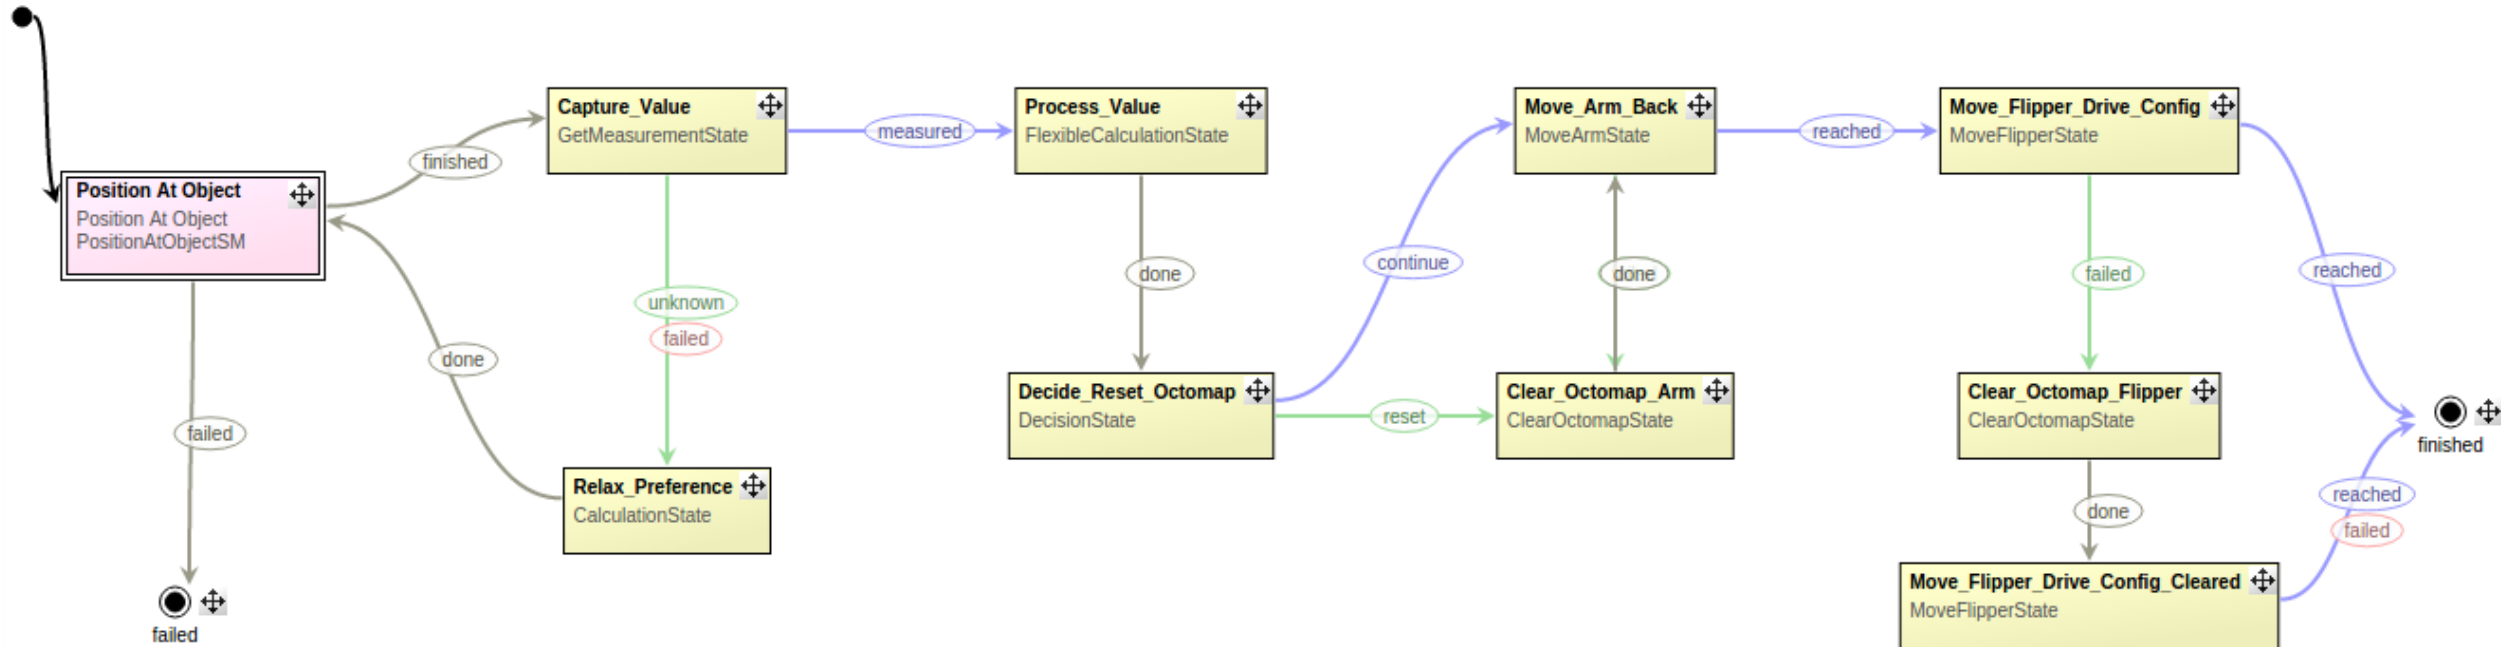 Position At Object
Position At Object
PositionAtObjectSM
finished
failed
failed
Capture_Value
GetMeasurementState
measured
unknown
failed
done
Relax_Preference
CalculationState
Process_Value
FlexibleCalculationState
done
Decide_Reset_Octomap
DecisionState
continue
reset
Move_Arm_Back
MoveArmState
reached
done
Clear_Octomap_Arm
ClearOctomapState
Move_Flipper_Drive_Config
MoveFlipperState
failed
reached
Clear_Octomap_Flipper
ClearOctomapState
done
Move_Flipper_Drive_Config_Cleared
MoveFlipperState
reached
failed
finished